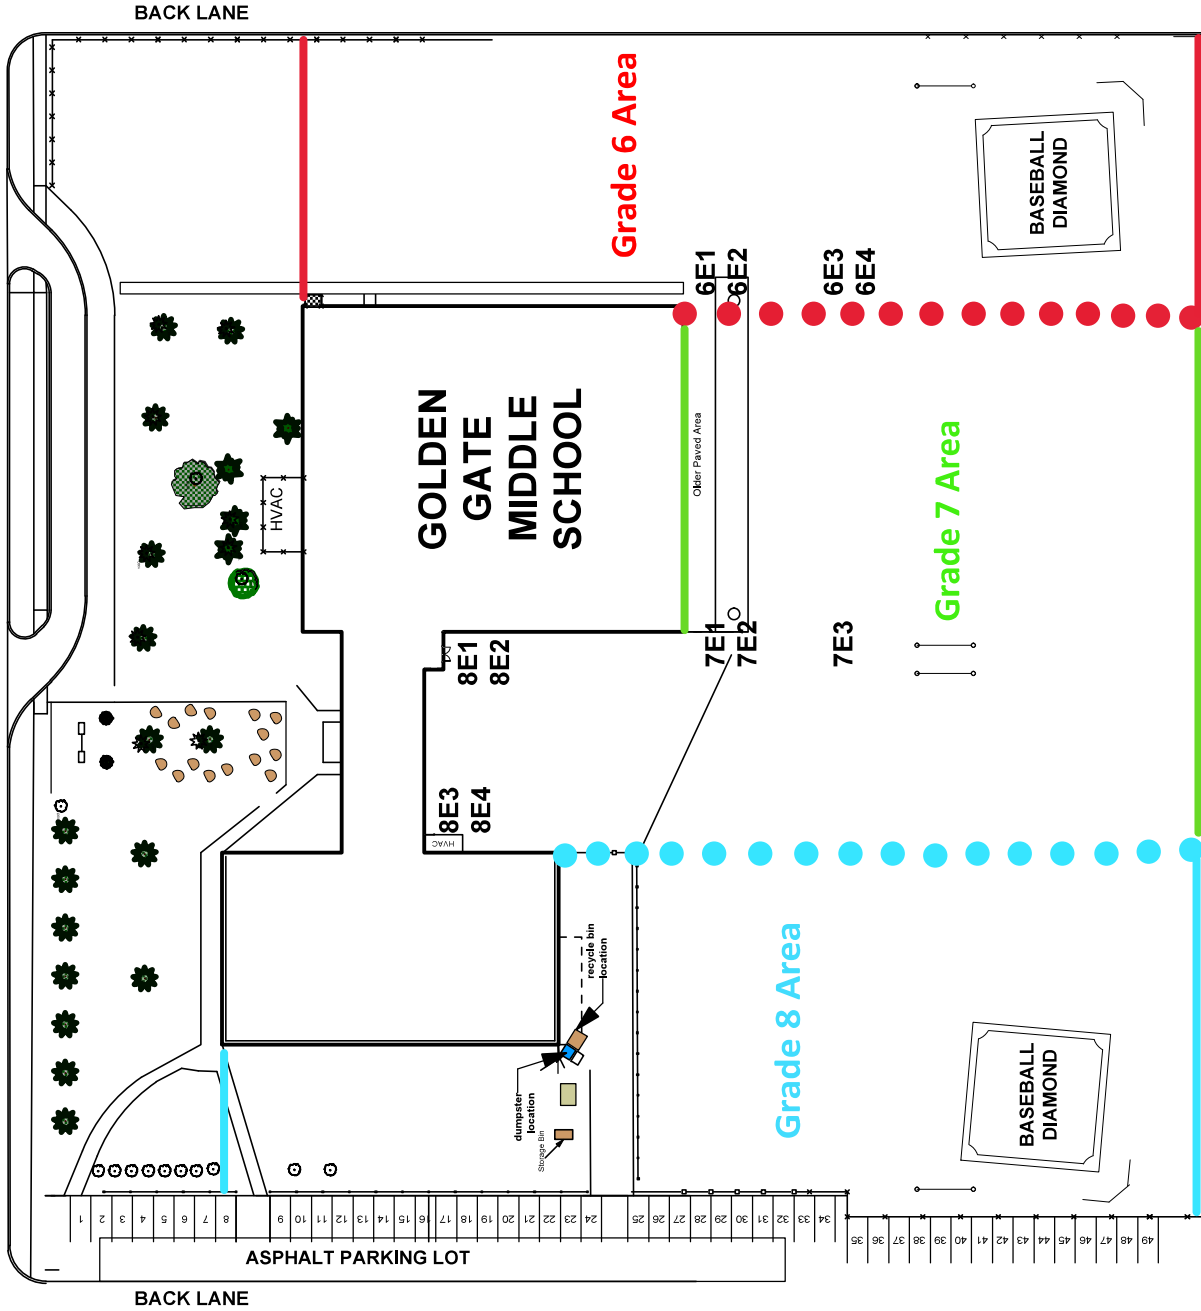 BACK LANE
Grade 6 Area
BASEBALL
DIAMOND
6E1
6E2
6E3
6E4
GOLDEN
GATE
MIDDLE
SCHOOL
HVAC
Older Paved Area
Grade 7 Area
7E1
7E2
7E3
8E1
8E2
8E3
8E4
HVAC
recycle bin
location
dumpster
location
Storage Bin
Grade 8 Area
BASEBALL
DIAMOND
1
2
3
4
5
6
7
8
9
10
11
12
13
14
15
16
17
18
19
20
21
22
23
24
25
26
27
28
29
30
31
32
33
34
35
36
37
38
39
40
41
42
43
44
45
46
47
48
49
ASPHALT PARKING LOT
BACK LANE